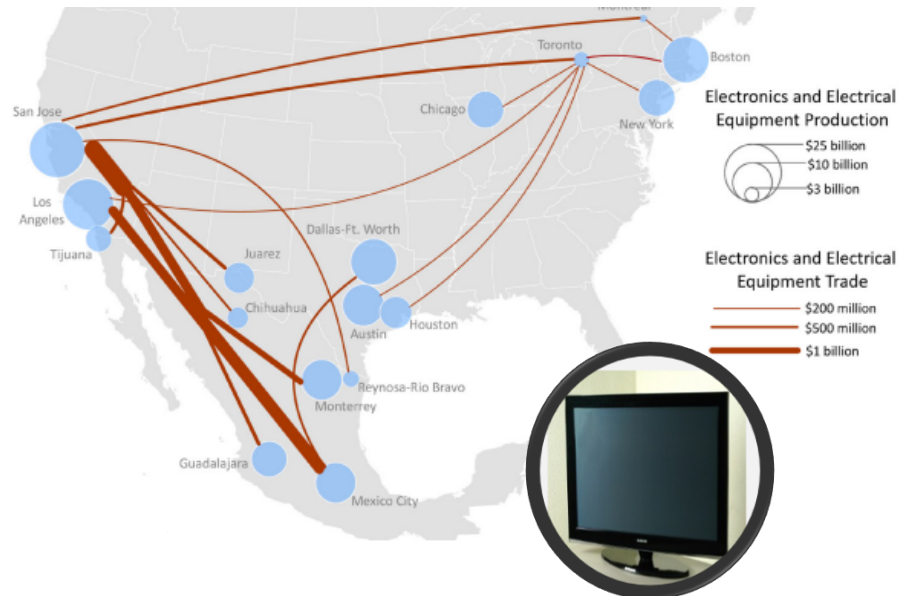 Montreal
Toronto
Boston
San Jose
Chicago
New York
Electronics and Electrical
Equipment Production
$25 billion
$10 billion
$3 billion
Los
Angeles
Tijuana
Dallas-Ft. Worth
Juarez
Chihuahua
Austin
Houston
Electronics and Electrical
Equipment Trade
$200 million
$500 million
$1 billion
Reynosa-Rio Bravo
Monterrey
Guadalajara
Mexico City